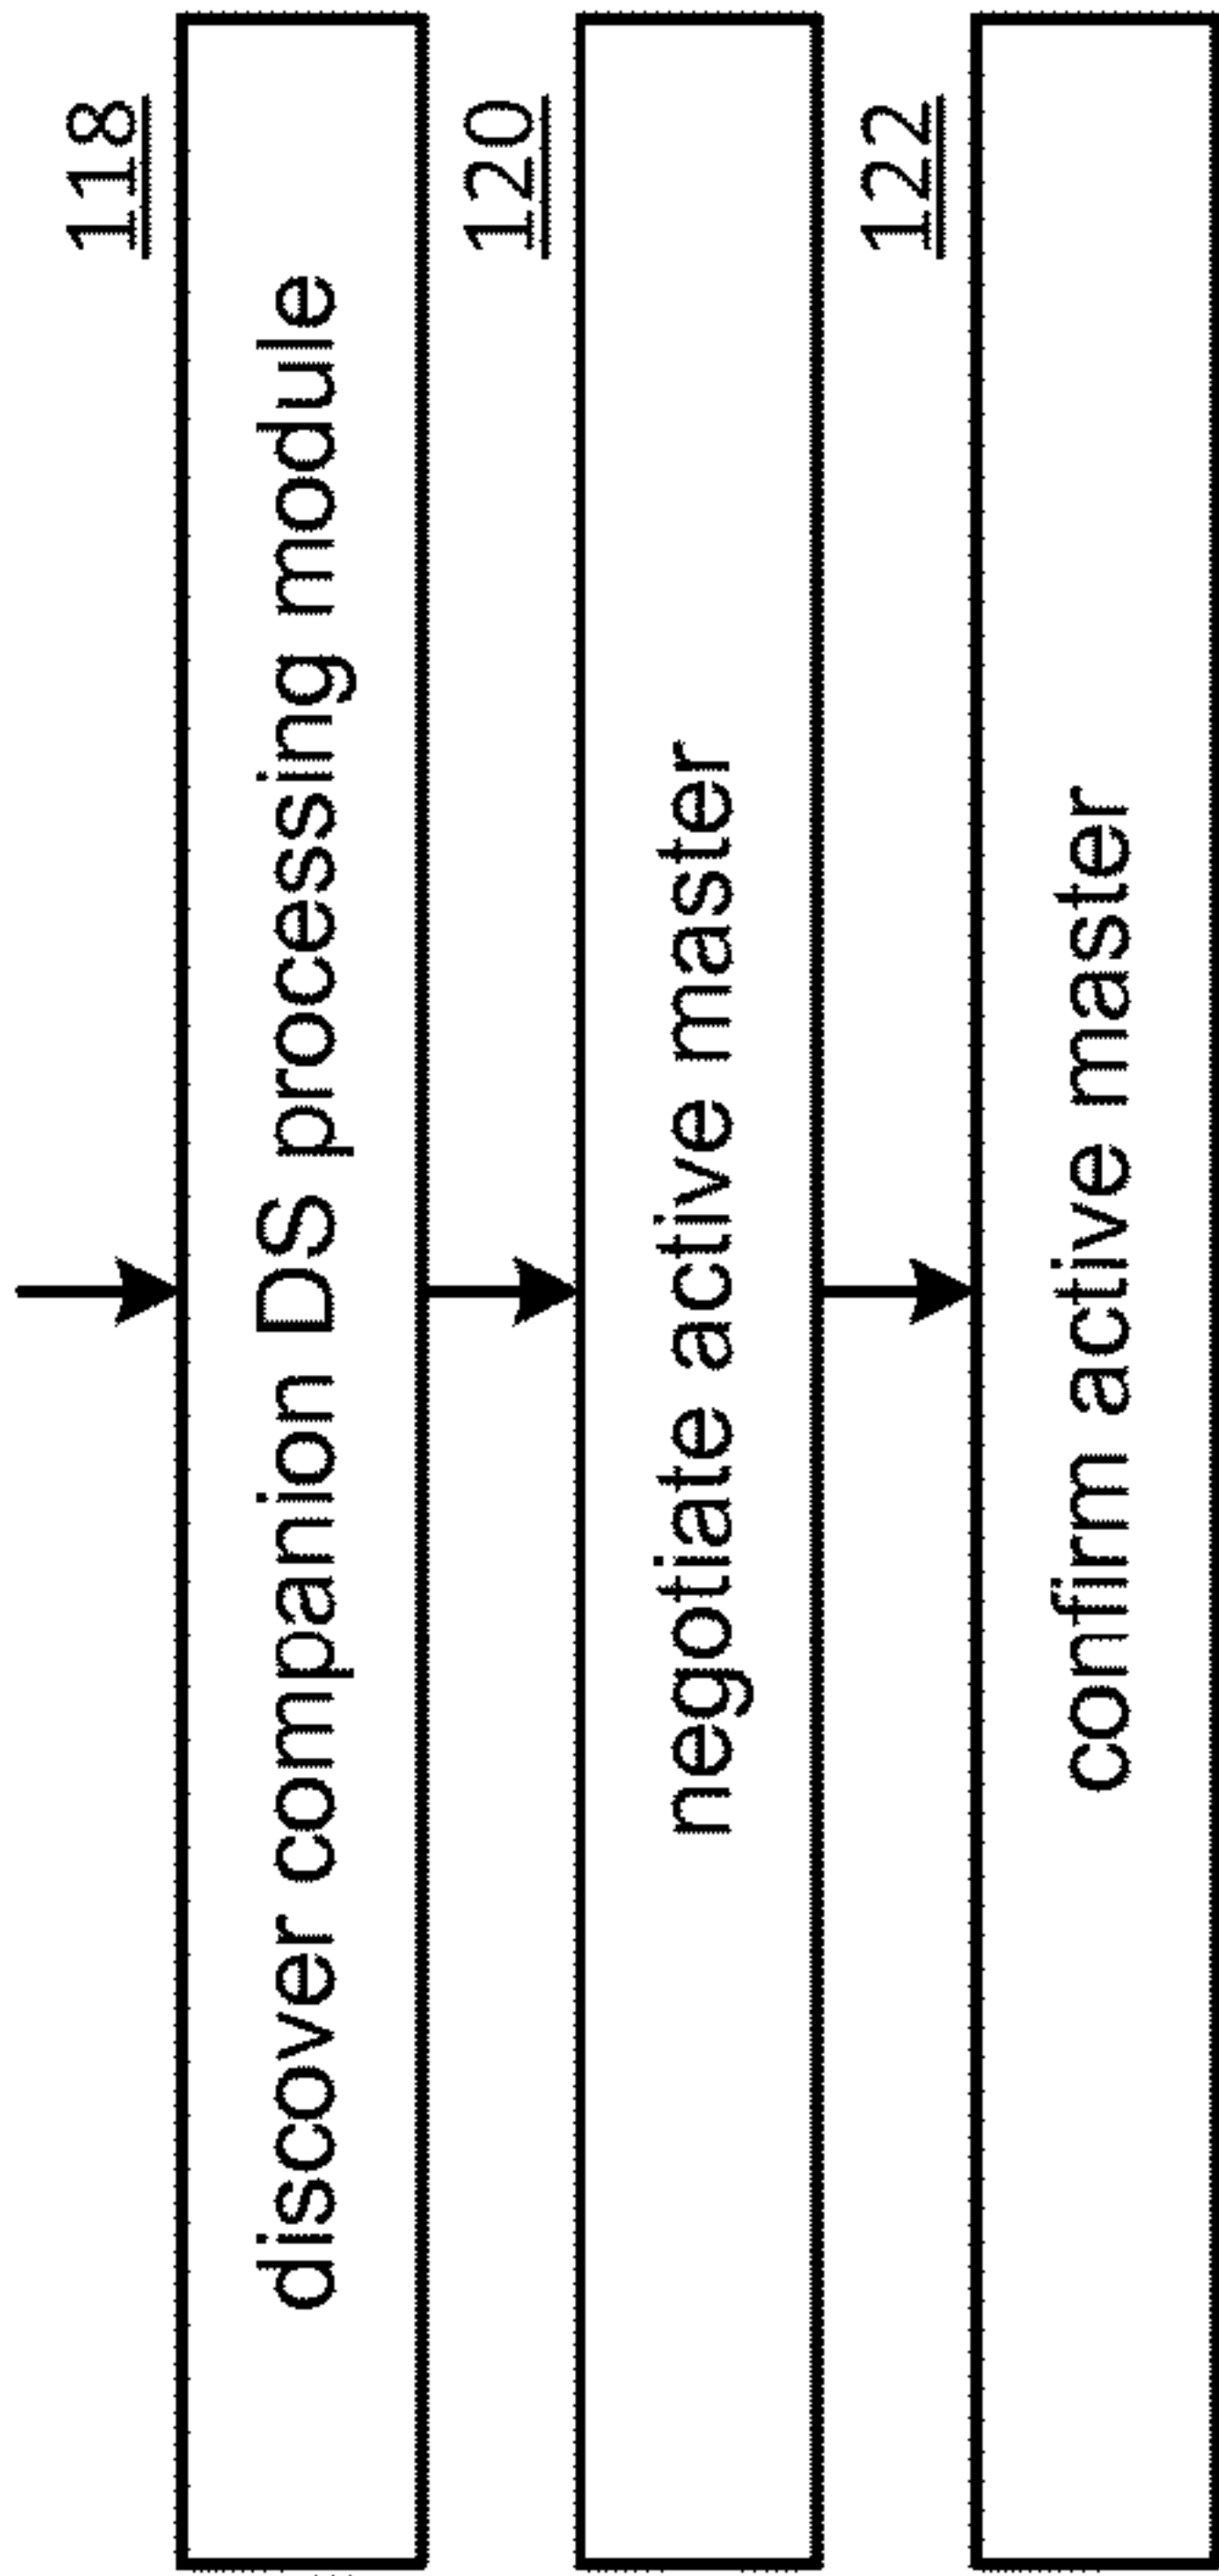 118
discover companion DS processing module
120
negotiate active master
122
confirm active master